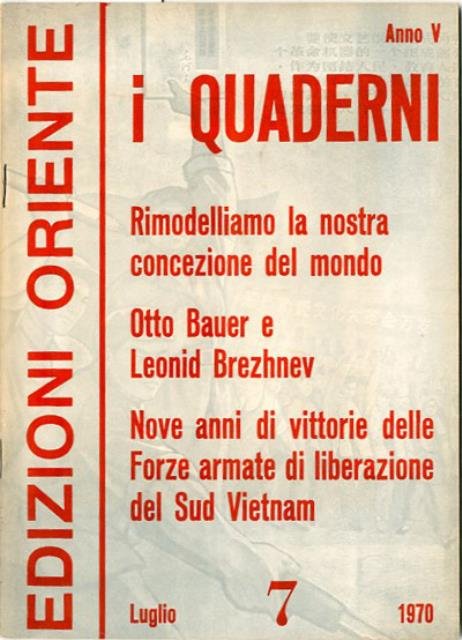 EDIZIONI ORIENTE
Anno V
i QUADERNI
Rimodelliamo la nostra
concezione del mondo
Otto Bauer e
Leonid Brezhnev
Nove anni di vittorie delle
Forze armate di liberazione
del Sud Vietnam
Luglio
7
1970